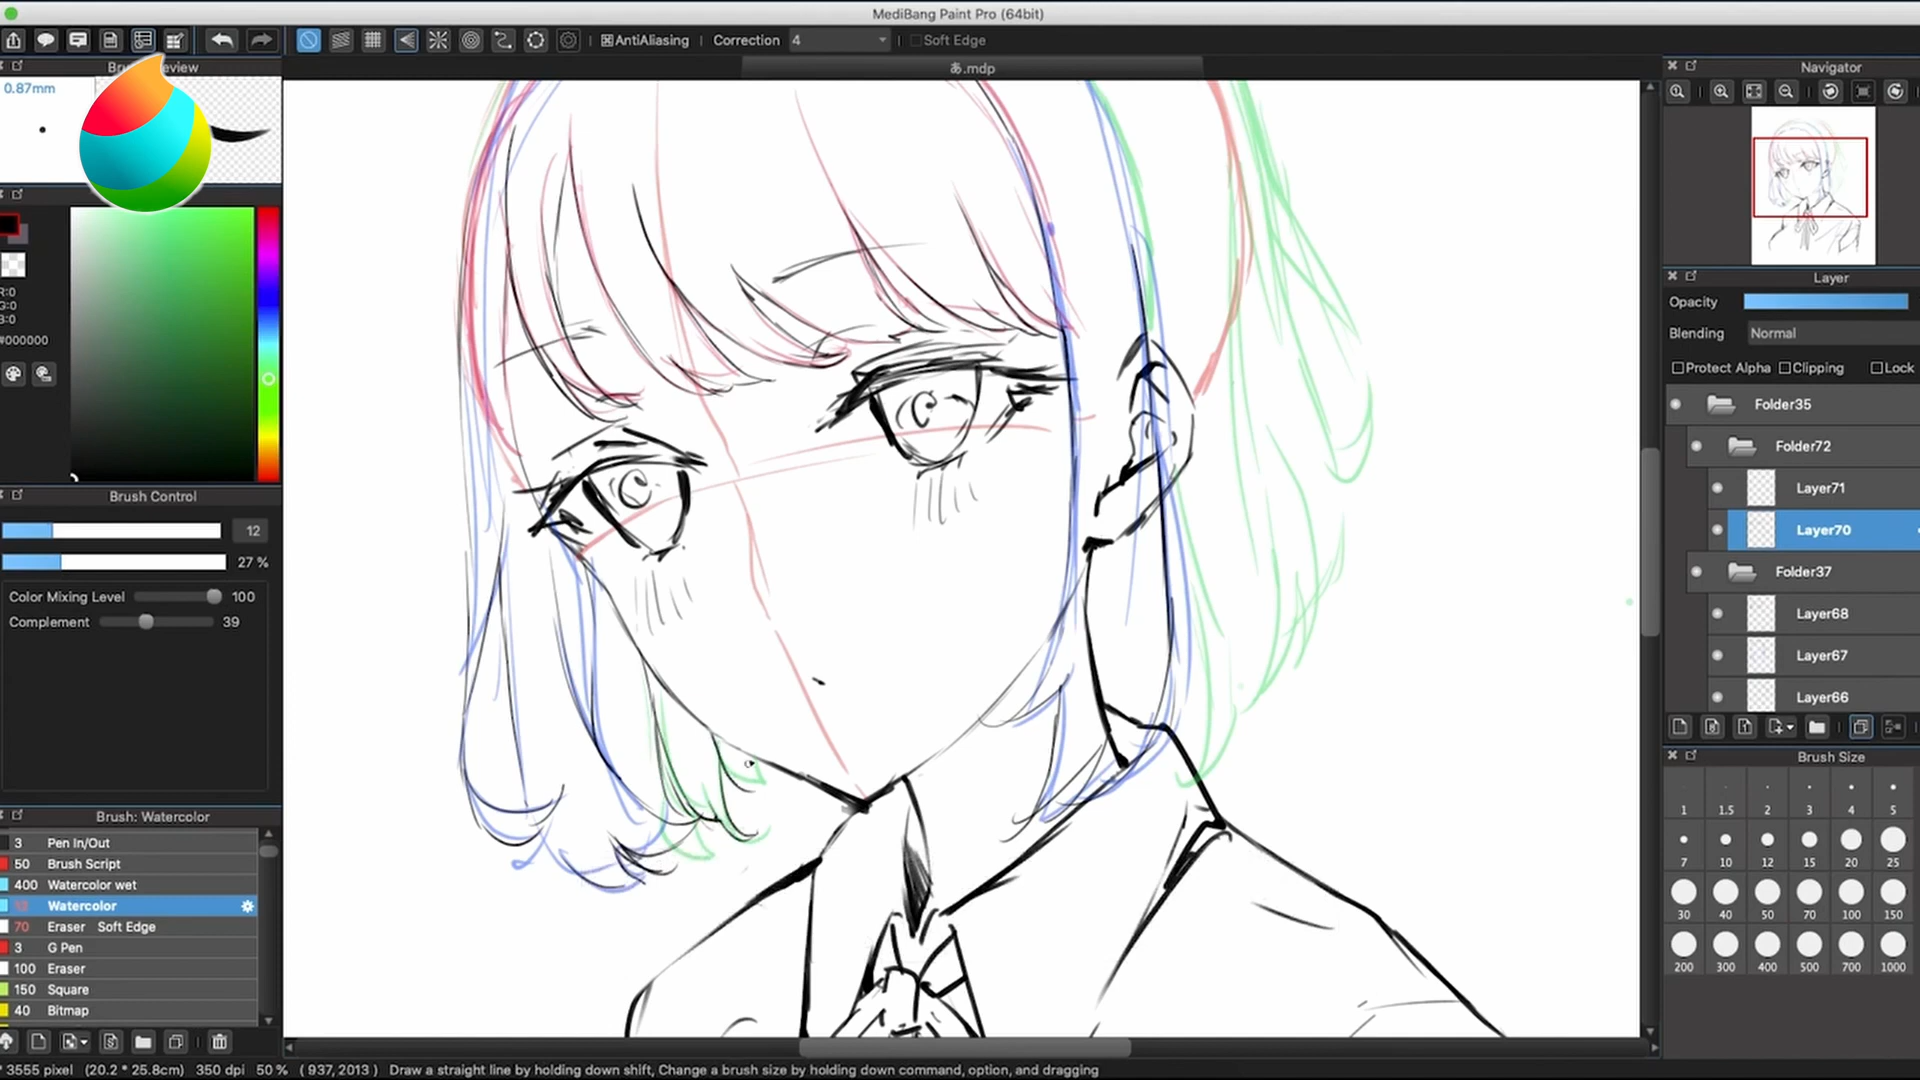 MediBang Paint Pro (64bit)
AntiAliasing Correction 4 Soft Edge
あ.mdp
0.87mm
#000000
Brush Control
12
27 %
Color Mixing Level 100
Complement 39
Brush: Watercolor
3 Pen In/Out
50 Brush Script
400 Watercolor wet
Watercolor
70 Eraser Soft Edge
3 G Pen
100 Eraser
150 Square
40 Bitmap
Navigator
Layer
Opacity
Blending Normal
Protect Alpha Clipping Lock
Folder35
Folder72
Layer71
Layer70
Folder37
Layer68
Layer67
Layer66
Brush Size
1 1.5 2 3 4 5
7 10 12 15 20 25
30 40 50 70 100 150
200 300 400 500 700 1000
3555 pixel (20.2 * 25.8cm) 350 dpi 50 % ( 937, 2013 ) Draw a straight line by holding down shift, Change a brush size by holding down command, option, and dragging